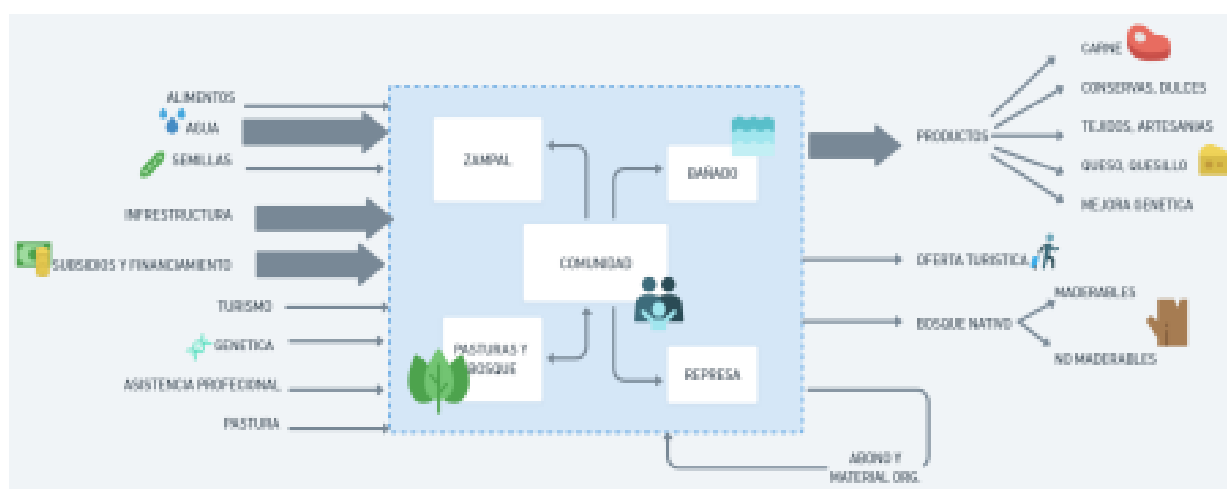 ALIMENTOS
AGUA
SEMILLAS
INFRESTRUCTURA
SUBSIDIOS Y FINANCIAMIENTO
TURISMO
GENETICA
ASISTENCIA PROFECIONAL
PASTURA
ZAMPAL
BAÑADO
COMUNIDAD
PASTURAS Y
BOSQUE
REPRESA
PRODUCTOS
CARNE
CONSERVAS, DULCES
TEJIDOS, ARTESANIAS
QUESO, QUESILLO
MEJORA GENETICA
OFERTA TURISTICA
BOSQUE NATIVO
MADERABLES
NO MADERABLES
ABONO Y
MATERIAL ORG.